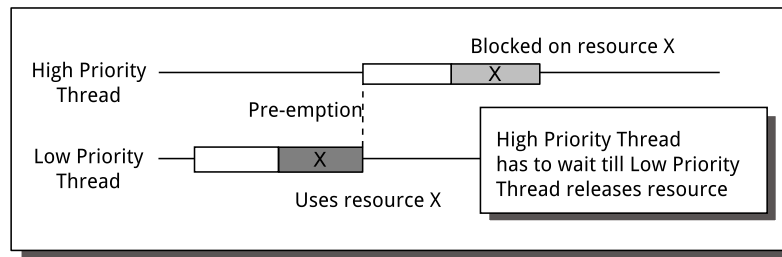 Blocked on resource X
High Priority
Thread
X
Pre-emption
Low Priority
Thread
X
Uses resource X
High Priority Thread
has to wait till Low Priority
Thread releases resource